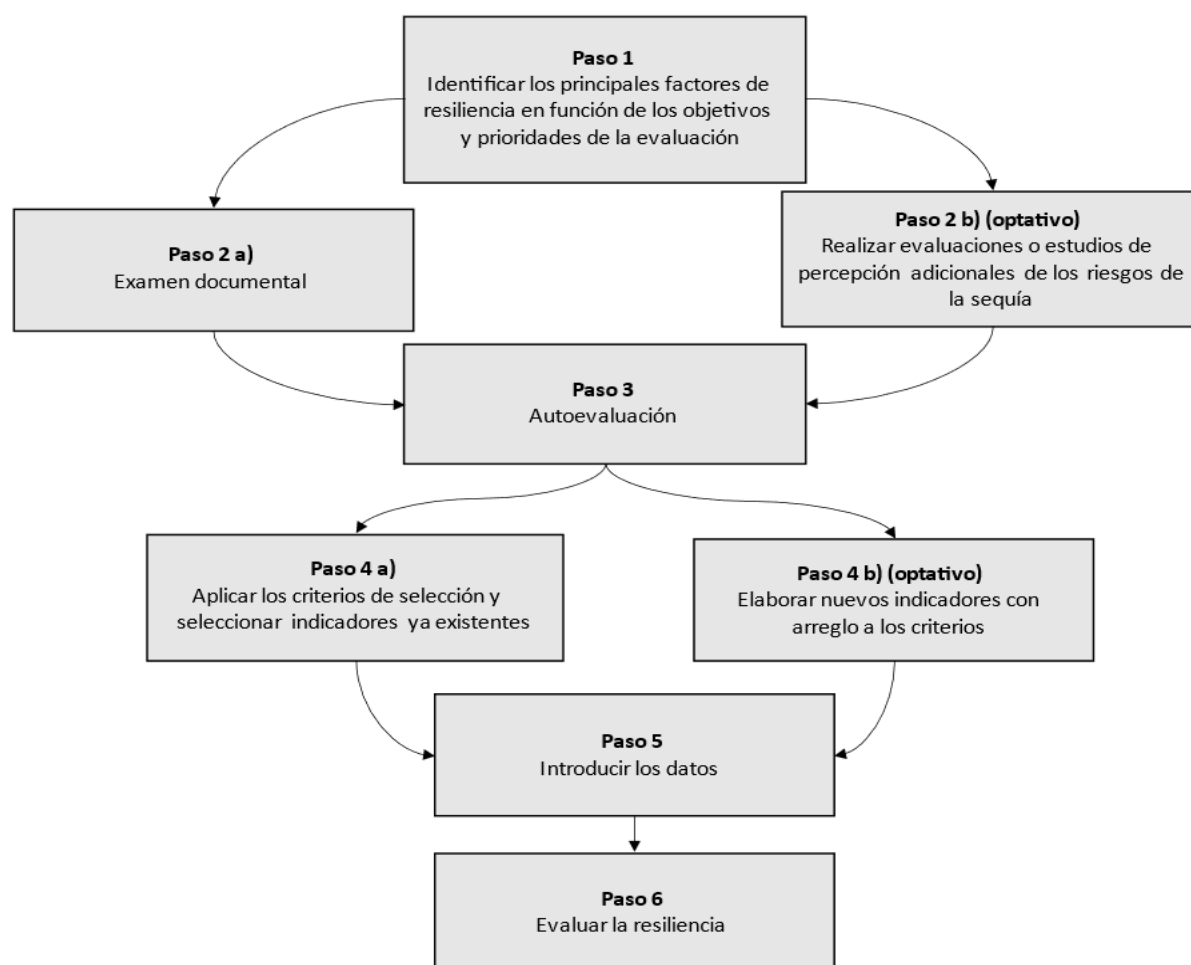 Paso 1
Identificar los principales factores de
resiliencia en función de los objetivos
y prioridades de la evaluación
Paso 2 a)
Examen documental
Paso 2 b) (optativo)
Realizar evaluaciones o estudios de
percepción adicionales de los riesgos de
la sequía
Paso 3
Autoevaluación
Paso 4 a)
Aplicar los criterios de selección y
seleccionar indicadores ya existentes
Paso 4 b) (optativo)
Elaborar nuevos indicadores con
arreglo a los criterios
Paso 5
Introducir los datos
Paso 6
Evaluar la resiliencia